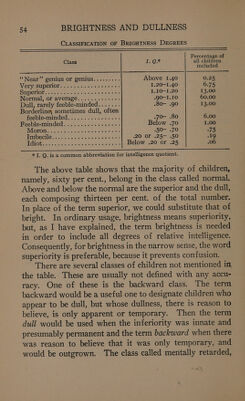 54 BRIGHTNESS AND DULLNESS
Classification of Brightness Degrees
Class I. Q.* Percentage of
all children
included
“Near” genius or genius Above 1.40 0.25
Very superior 1.20-1.40 6.75
Superior 1.10-1.20 13.00
Normal, or average .90-1.10 60.00
Dull, rarely feeble-minded .80- .90 13.00
Borderline, sometimes dull, often
feeble-minded .70- .80 6.00
Feeble-minded Below .70 1.00
Moron .50- .70 .75
Imbecile .20 or .25- .50 .19
Idiot Below .20 or .25 .06
* I. Q. is a common abbreviation for intelligence quotient.
The above table shows that the majority of children,
namely, sixty per cent., belong in the class called normal.
Above and below the normal are the superior and the dull,
each composing thirteen per cent. of the total number.
In place of the term superior, we could substitute that of
bright. In ordinary usage, brightness means superiority,
but, as I have explained, the term brightness is needed
in order to include all degrees of relative intelligence.
Consequently, for brightness in the narrow sense, the word
superiority is preferable, because it prevents confusion.
There are several classes of children not mentioned in
the table. These are usually not defined with any accu-
racy. One of these is the backward class. The term
backward would be a useful one to designate children who
appear to be dull, but whose dullness, there is reason to
believe, is only apparent or temporary. Then the term
dull would be used when the inferiority was innate and
presumably permanent and the term backward when there
was reason to believe that it was only temporary, and
would be outgrown. The class called mentally retarded,